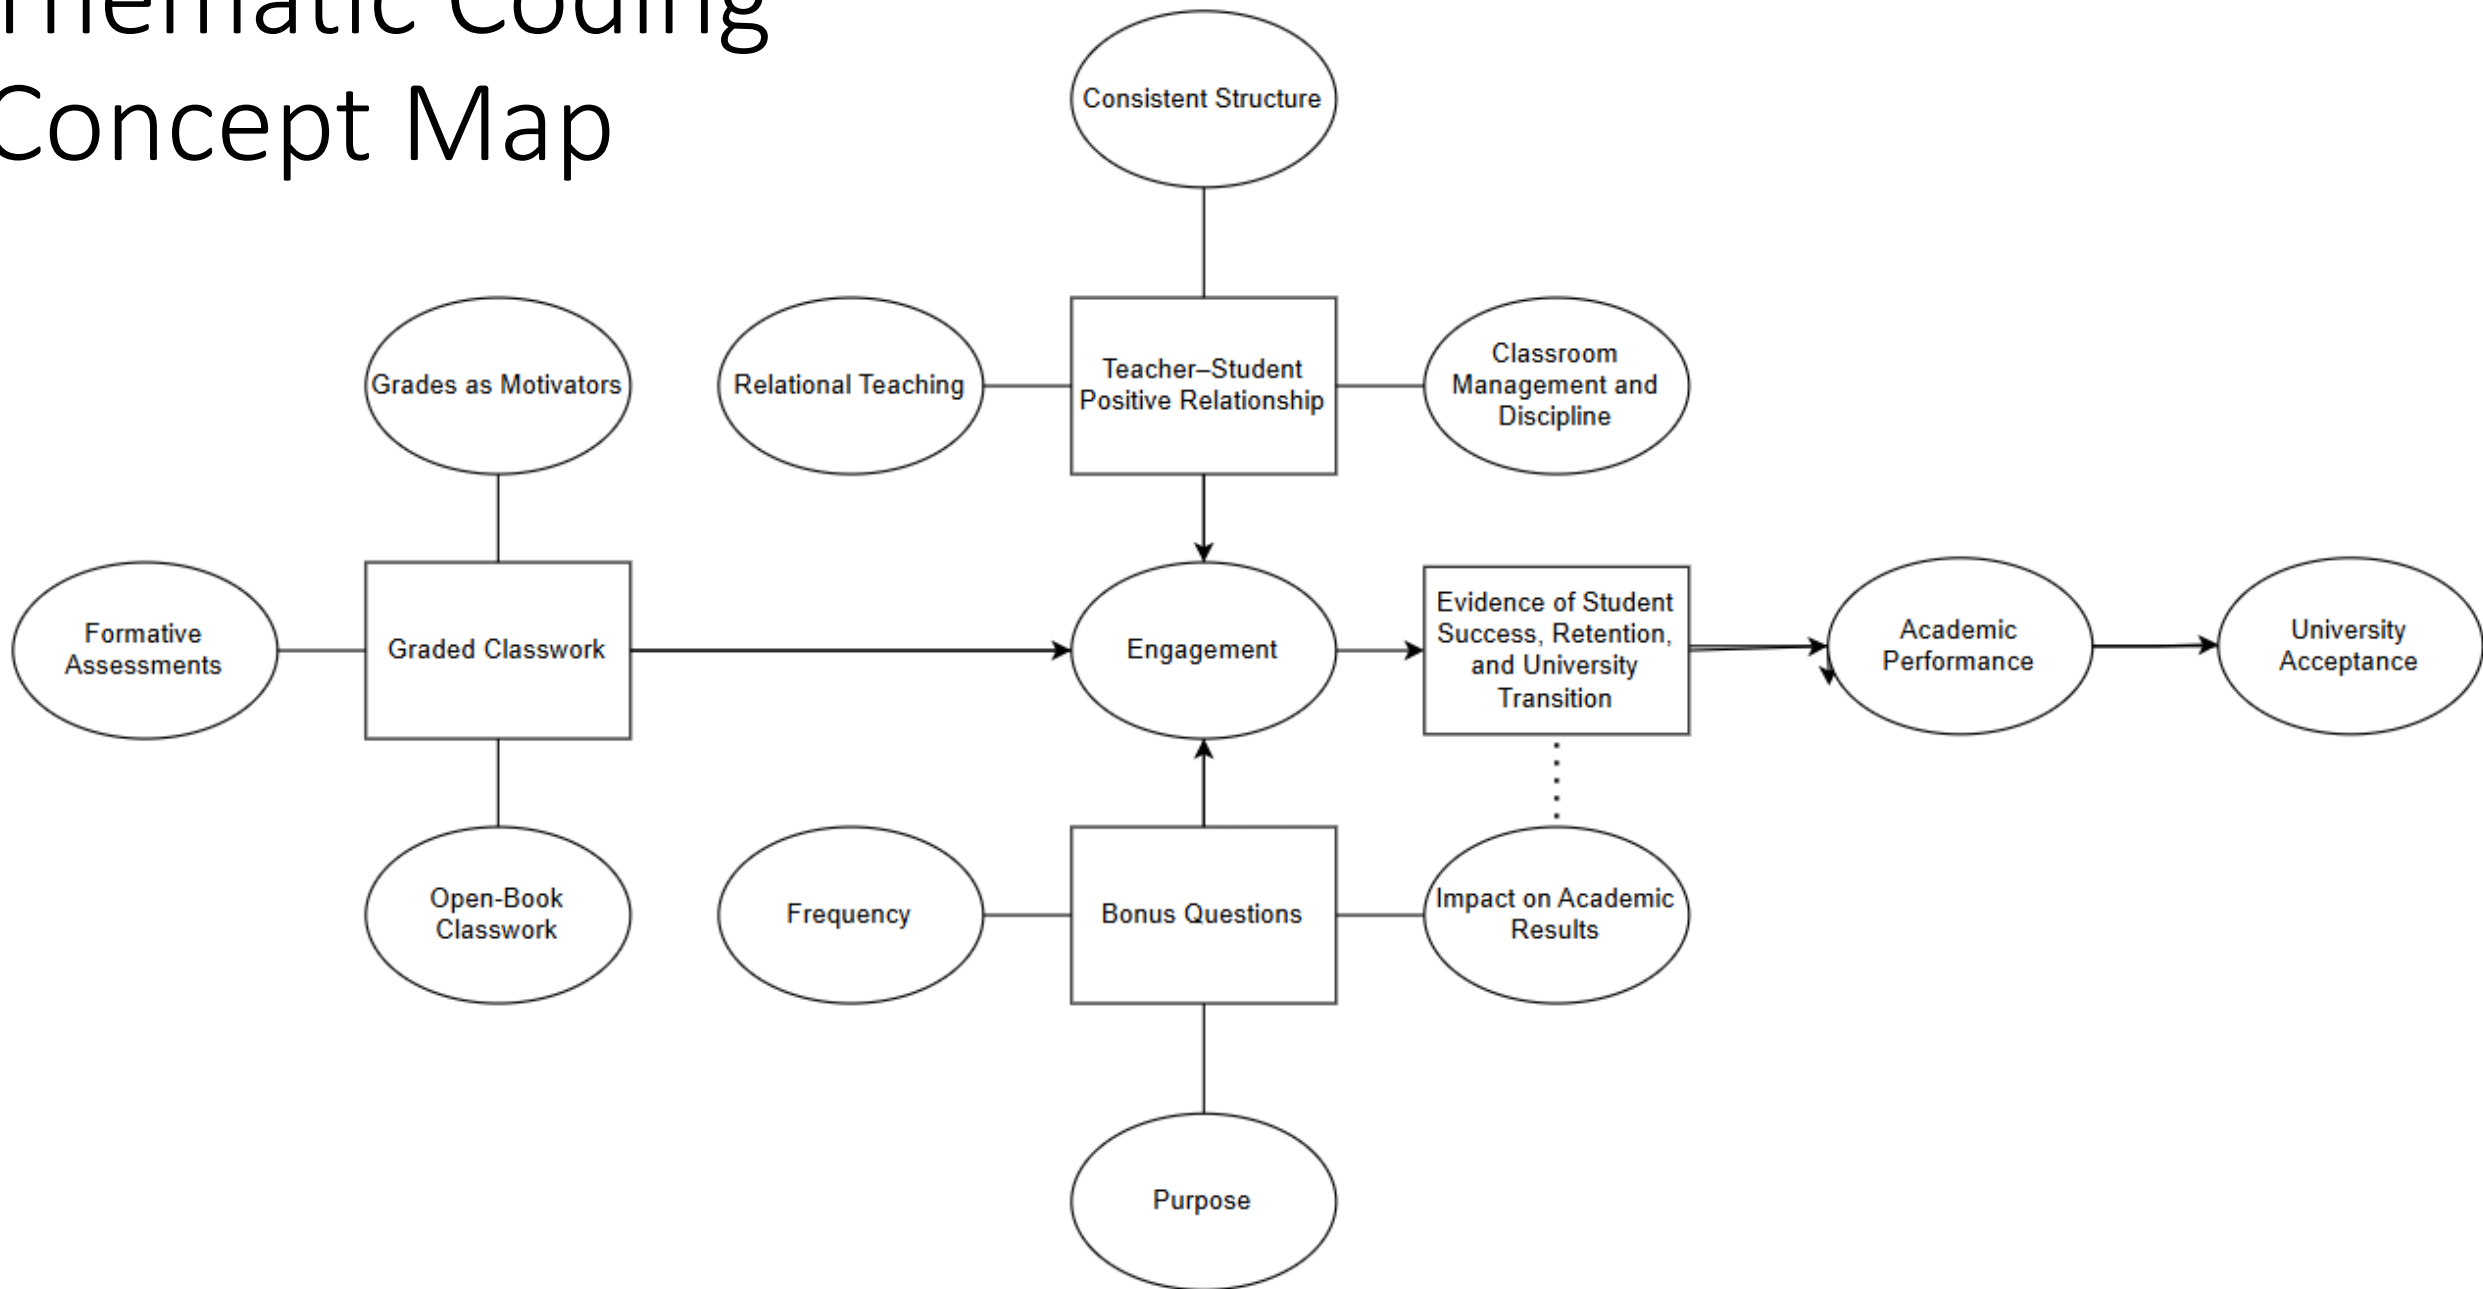 Thematic Coding
Concept Map
Consistent Structure
Grades as Motivators
Relational Teaching
Teacher–Student
Positive Relationship
Classroom
Management and
Discipline
Formative
Assessments
Graded Classwork
Engagement
Evidence of Student
Success, Retention,
and University
Transition
Academic
Performance
University
Acceptance
Open-Book
Classwork
Frequency
Bonus Questions
Impact on Academic
Results
Purpose